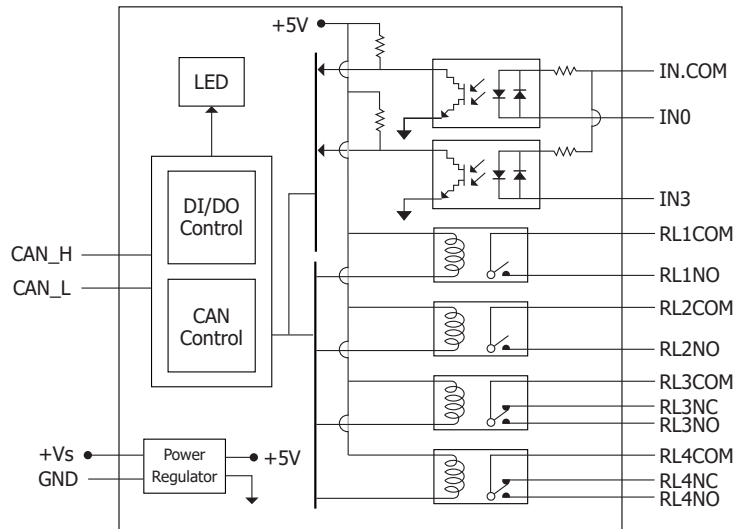 +5V
LED
IN.COM
IN0
DI/DO
Control
IN3
CAN_H
CAN_L
CAN
Control
RL1COM
RL1NO
RL2COM
RL2NO
RL3COM
RL3NC
RL3NO
+Vs
GND
Power
Regulator
+5V
RL4COM
RL4NC
RL4NO